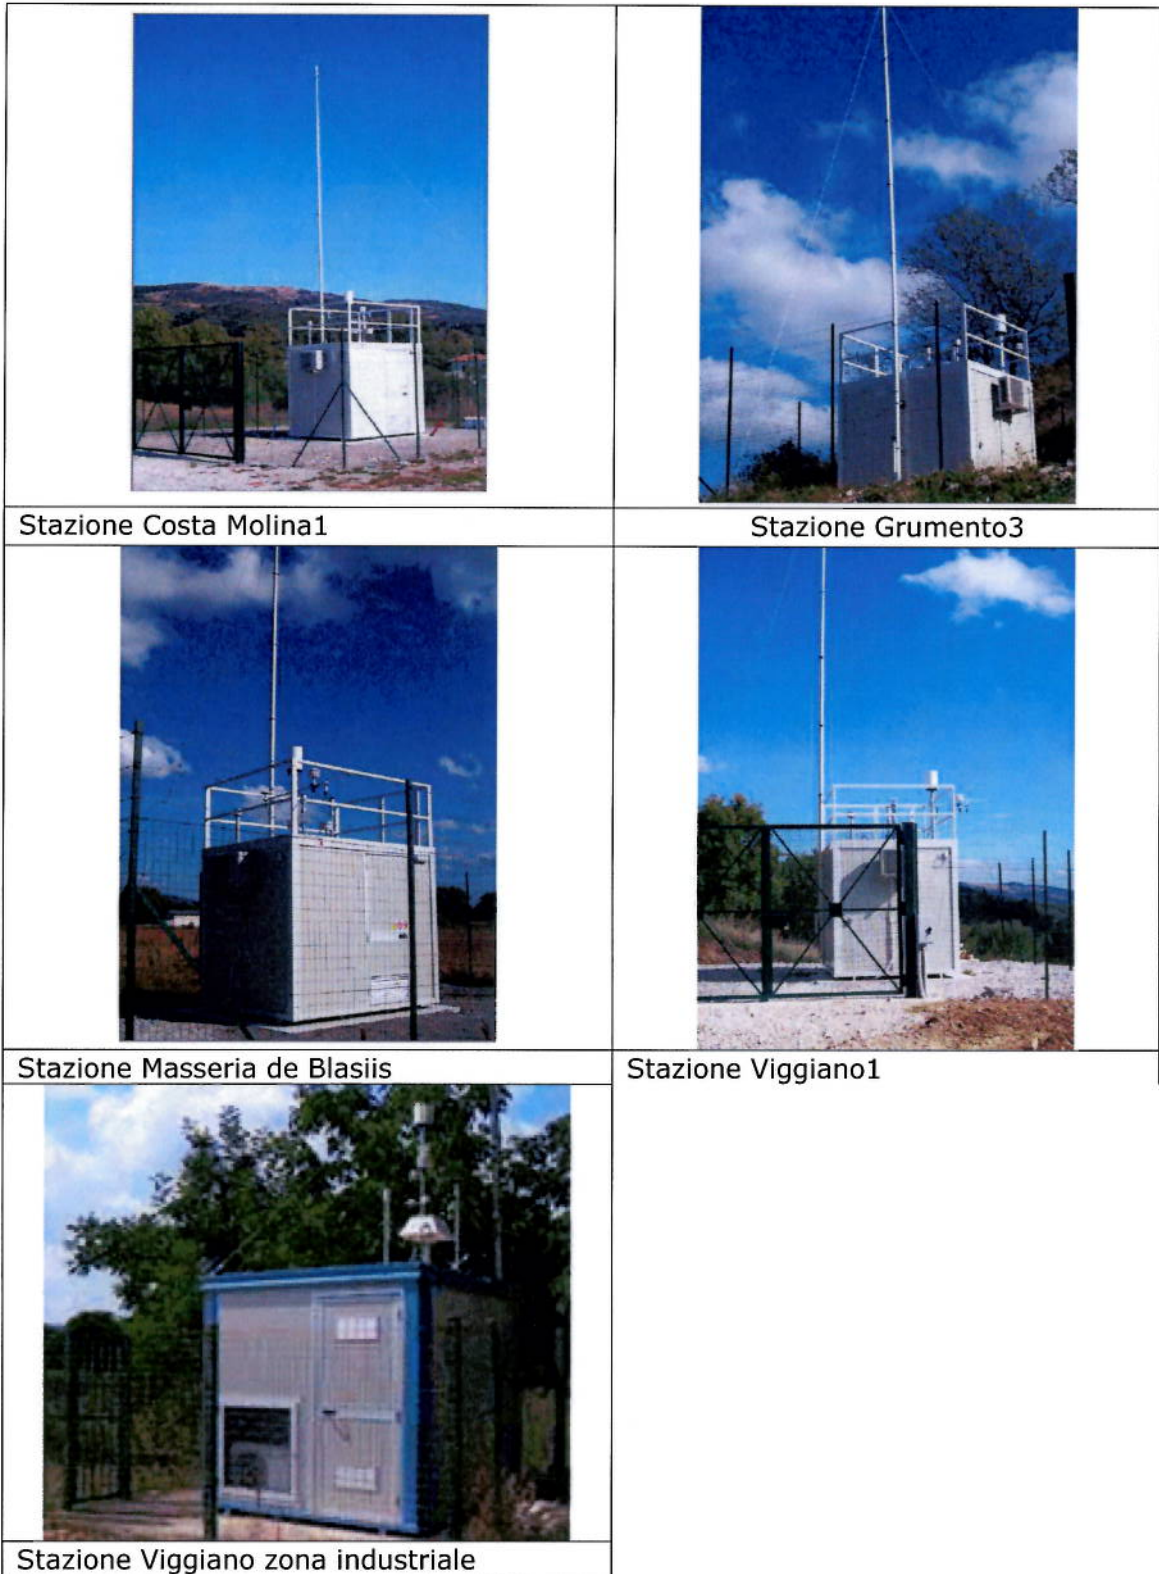 Stazione Costa Molina1
Stazione Grumento3
Stazione Masseria de Blasiis
Stazione Viggiano1
Stazione Viggiano zona industriale